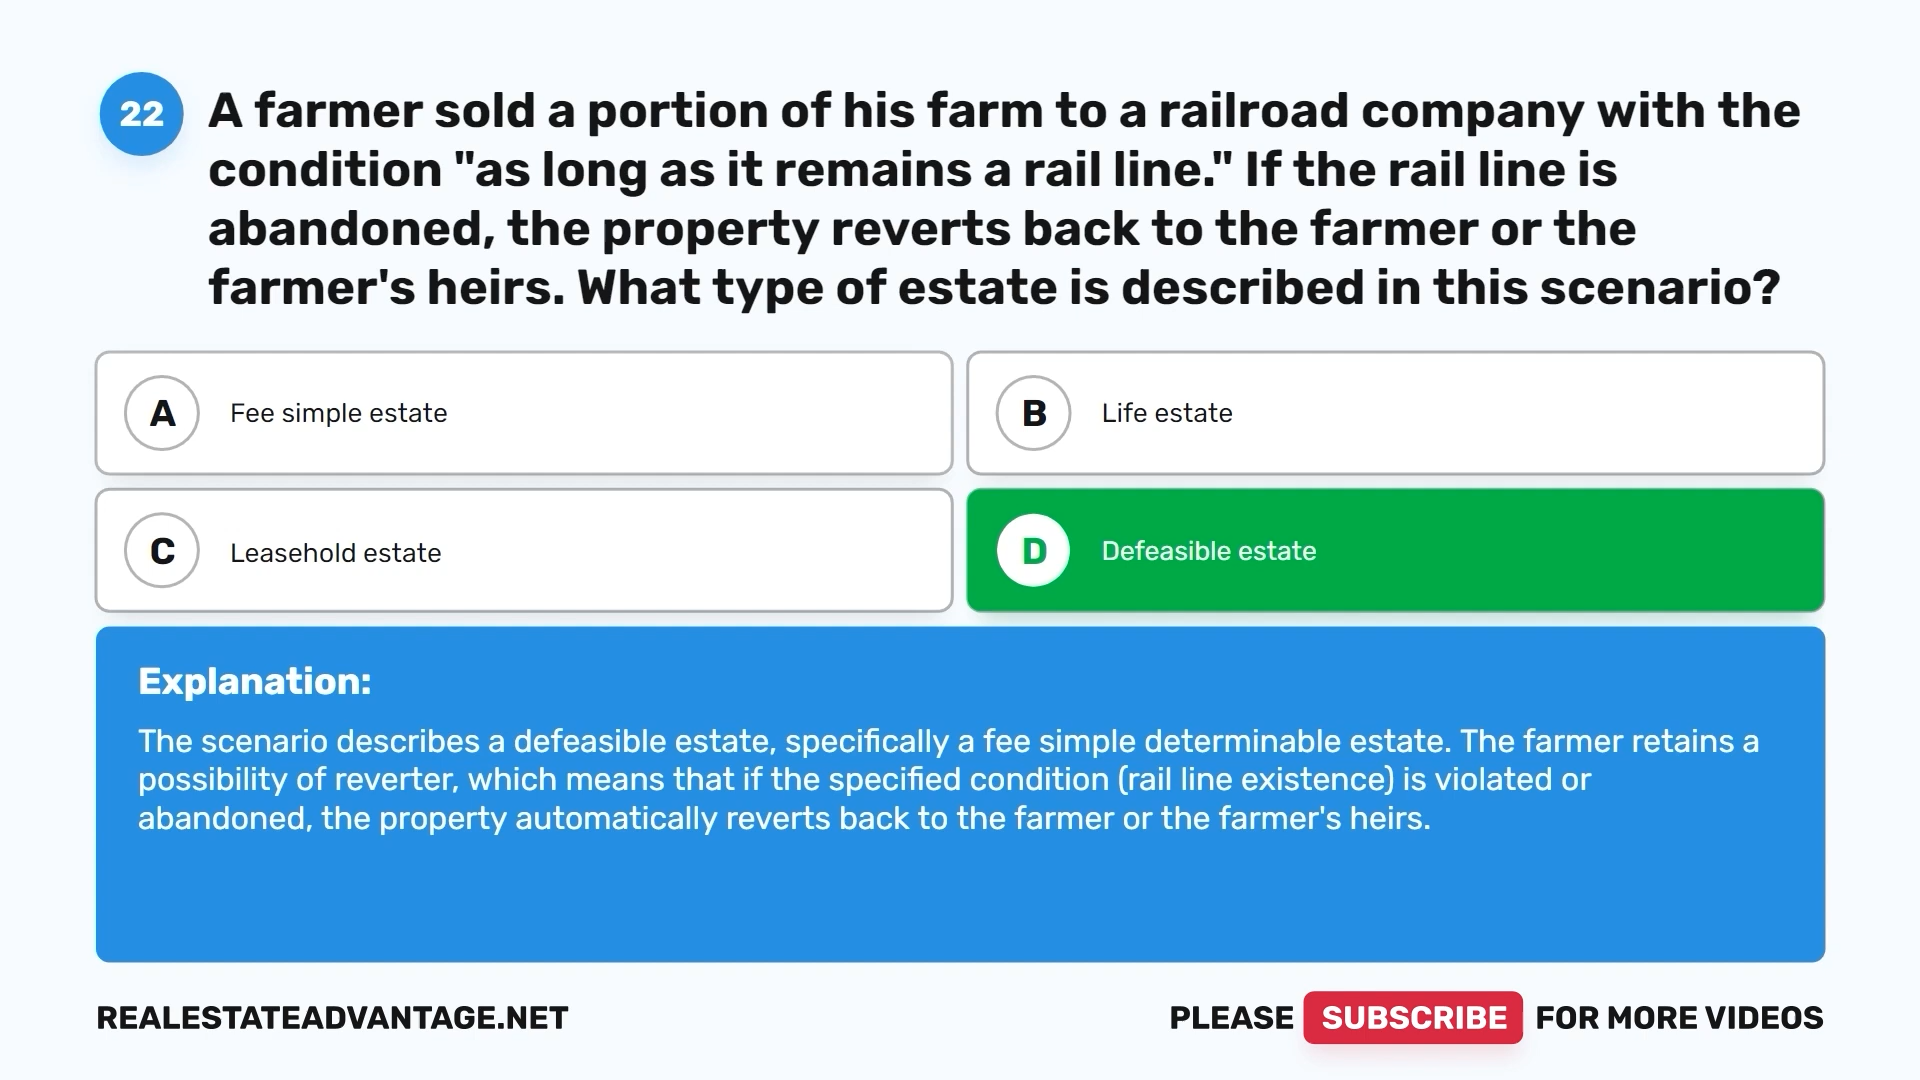 22
A farmer sold a portion of his farm to a railroad company with the
condition "as long as it remains a rail line." If the rail line is
abandoned, the property reverts back to the farmer or the
farmer's heirs. What type of estate is described in this scenario?
A Fee simple estate
B Life estate
C Leasehold estate
D Defeasible estate
Explanation:
The scenario describes a defeasible estate, specifically a fee simple determinable estate. The farmer retains a
possibility of reverter, which means that if the specified condition (rail line existence) is violated or
abandoned, the property automatically reverts back to the farmer or the farmer's heirs.
REALESTATEADVANTAGE.NET
PLEASE SUBSCRIBE FOR MORE VIDEOS